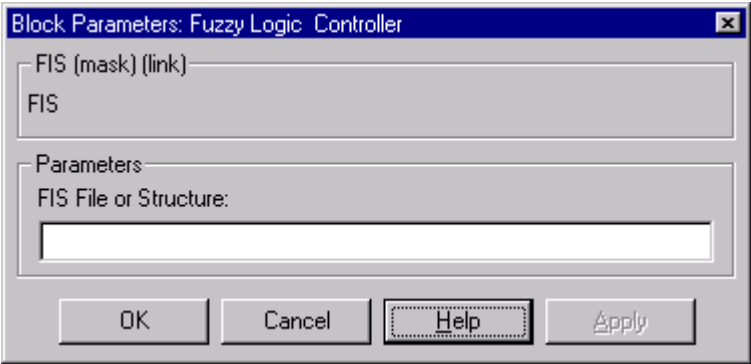 Block Parameters: Fuzzy Logic  Controller
FIS (mask) (link)
FIS
Parameters
FIS File or Structure:
OK Cancel Help Apply